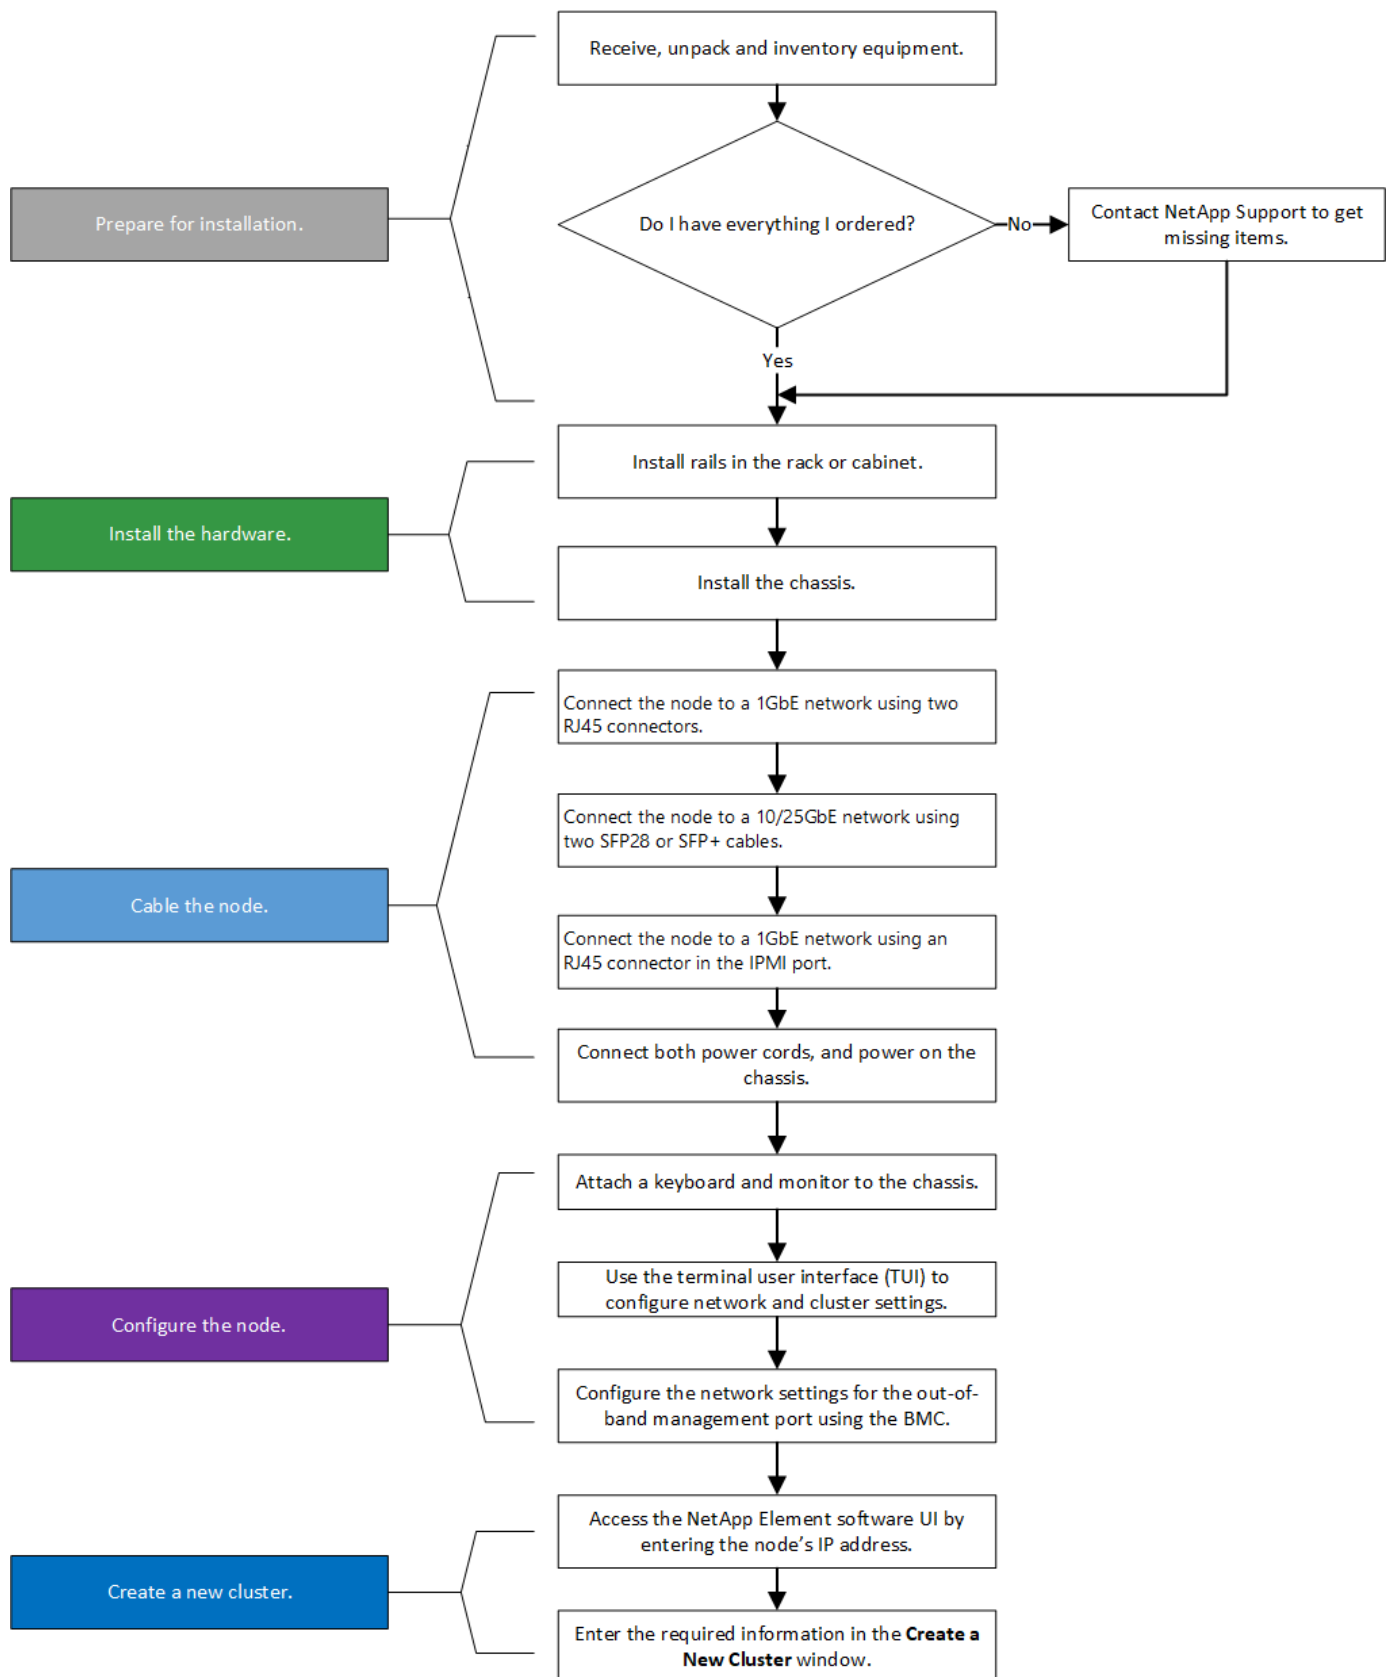 Receive, unpack and inventory equipment.
Prepare for installation.
Do I have everything I ordered?
No
Contact NetApp Support to get
missing items.
Yes
Install rails in the rack or cabinet.
Install the hardware.
Install the chassis.
Connect the node to a 1GbE network using two
RJ45 connectors.
Connect the node to a 10/25GbE network using
two SFP28 or SFP+ cables.
Cable the node.
Connect the node to a 1GbE network using an
RJ45 connector in the IPMI port.
Connect both power cords, and power on the
chassis.
Attach a keyboard and monitor to the chassis.
Use the terminal user interface (TUI) to
configure network and cluster settings.
Configure the node.
Configure the network settings for the out-of-
band management port using the BMC.
Access the NetApp Element software UI by
entering the node’s IP address.
Create a new cluster.
Enter the required information in the Create a
New Cluster window.